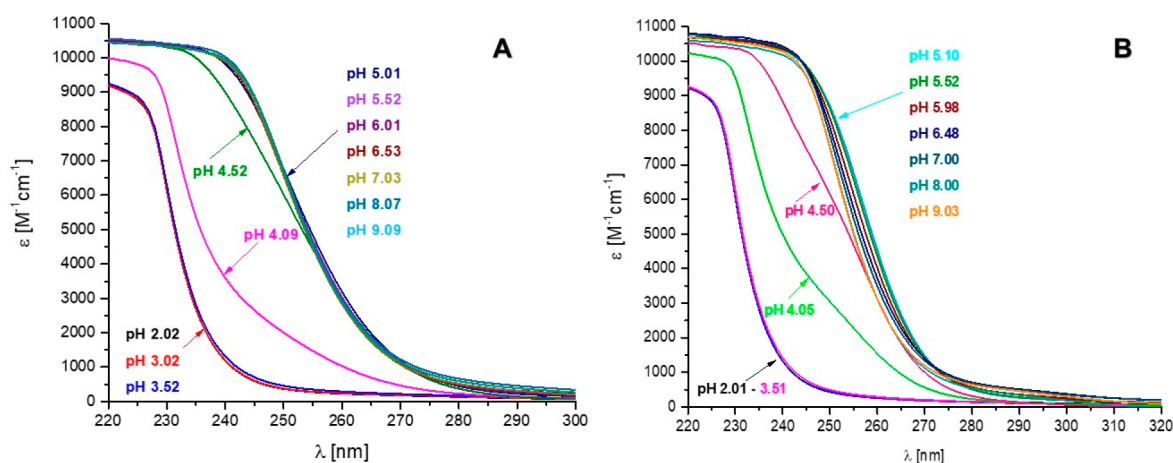 A
11000
10000
9000
8000
7000
6000
5000
4000
3000
2000
1000
0
ε [M⁻¹cm⁻¹]
pH 5.01
pH 5.52
pH 6.01
pH 6.53
pH 7.03
pH 8.07
pH 9.09
pH 4.52
pH 4.09
pH 2.02
pH 3.02
pH 3.52
220 230 240 250 260 270 280 290 300
λ [nm]
B
11000
10000
9000
8000
7000
6000
5000
4000
3000
2000
1000
0
ε [M⁻¹cm⁻¹]
pH 5.10
pH 5.52
pH 5.98
pH 6.48
pH 7.00
pH 8.00
pH 9.03
pH 4.50
pH 4.05
pH 2.01 - 3.51
220 230 240 250 260 270 280 290 300 310 320
λ [nm]